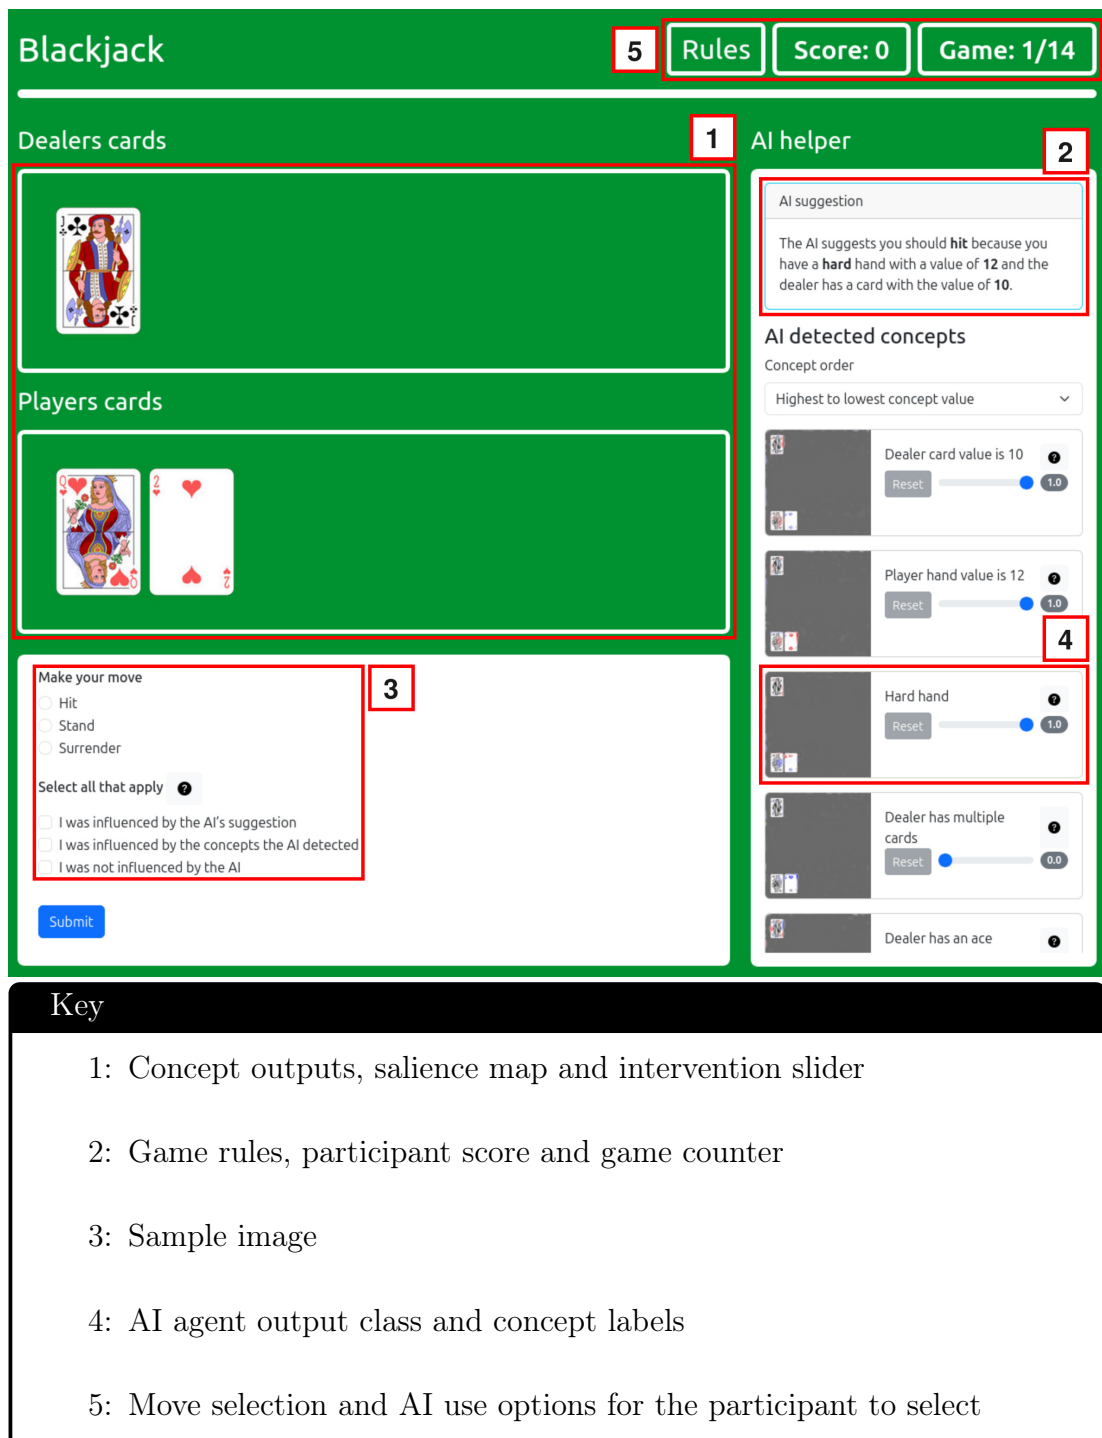 Blackjack
5
Rules
Score: 0
Game: 1/14
Dealers cards
1
J
J
Players cards
Q
Q
2
2
Make your move
3
Hit
Stand
Surrender
Select all that apply ?
I was influenced by the AI's suggestion
I was influenced by the concepts the AI detected
I was not influenced by the AI
Submit
AI helper
2
AI suggestion
The AI suggests you should hit because you
have a hard hand with a value of 12 and the
dealer has a card with the value of 10.
AI detected concepts
Concept order
Highest to lowest concept value
Dealer card value is 10 ?
Reset 1.0
Player hand value is 12 ?
Reset 1.0
4
Hard hand ?
Reset 1.0
Dealer has multiple
cards ?
Reset 0.0
Dealer has an ace ?
Key
1: Concept outputs, salience map and intervention slider
2: Game rules, participant score and game counter
3: Sample image
4: AI agent output class and concept labels
5: Move selection and AI use options for the participant to select